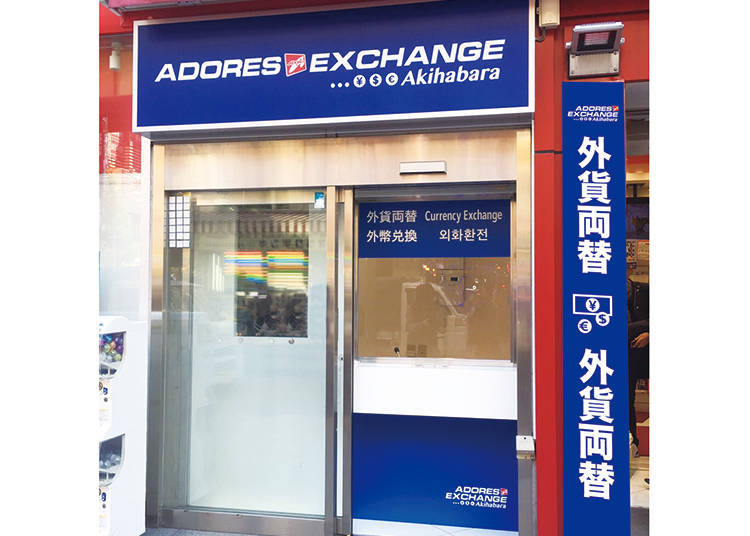 ADORES EXCHANGE
...¥$€ Akihabara
外貨両替 Currency Exchange
外幣兑換 외화환전
ADORES
EXCHANGE
...¥$€ Akihabara
ADORES
EXCHANGE
...¥$€ Akihabara
外貨両替
¥
€ $
外貨両替